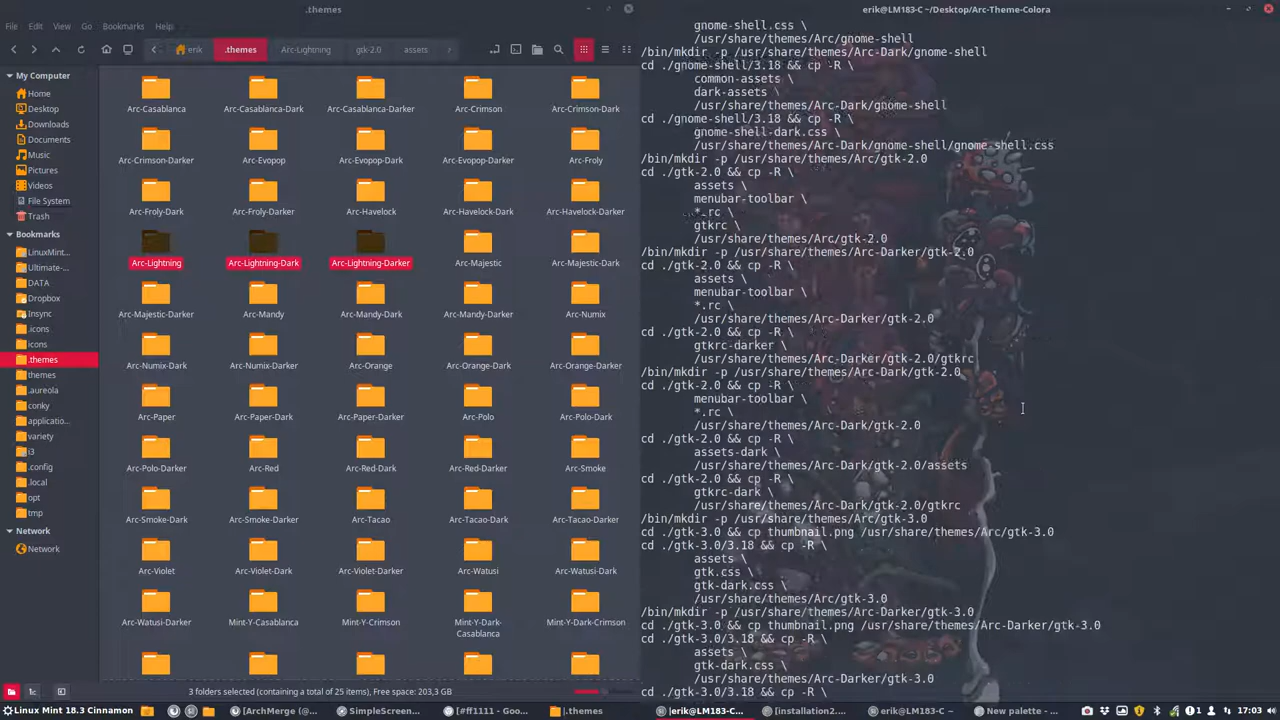 .themes
File Edit View Go Bookmarks Help
erik .themes Arc-Lightning gtk-2.0 assets
My Computer
Home
Desktop
Downloads
Documents
Music
Pictures
Videos
File System
Trash
Bookmarks
LinuxMint...
Ultimate-...
DATA
Dropbox
Insync
.icons
icons
.themes
themes
.aureola
conky
applicatio...
variety
i3
.config
.local
opt
tmp
Network
Network
Arc-Casablanca Arc-Casablanca-Dark Arc-Casablanca-Darker Arc-Crimson Arc-Crimson-Dark
Arc-Crimson-Darker Arc-Evopop Arc-Evopop-Dark Arc-Evopop-Darker Arc-Froly
Arc-Froly-Dark Arc-Froly-Darker Arc-Havelock Arc-Havelock-Dark Arc-Havelock-Darker
Arc-Lightning Arc-Lightning-Dark Arc-Lightning-Darker Arc-Majestic Arc-Majestic-Dark
Arc-Majestic-Darker Arc-Mandy Arc-Mandy-Dark Arc-Mandy-Darker Arc-Numix
Arc-Numix-Dark Arc-Numix-Darker Arc-Orange Arc-Orange-Dark Arc-Orange-Darker
Arc-Paper Arc-Paper-Dark Arc-Paper-Darker Arc-Polo Arc-Polo-Dark
Arc-Polo-Darker Arc-Red Arc-Red-Dark Arc-Red-Darker Arc-Smoke
Arc-Smoke-Dark Arc-Smoke-Darker Arc-Tacao Arc-Tacao-Dark Arc-Tacao-Darker
Arc-Violet Arc-Violet-Dark Arc-Violet-Darker Arc-Watusi Arc-Watusi-Dark
Arc-Watusi-Darker Mint-Y-Casablanca Mint-Y-Crimson Mint-Y-Dark-Casablanca Mint-Y-Dark-Crimson
3 folders selected (containing a total of 25 items), Free space: 203,3 GB
erik@LM183-C ~/Desktop/Arc-Theme-Colora
gnome-shell.css \
/usr/share/themes/Arc/gnome-shell
/bin/mkdir -p /usr/share/themes/Arc-Dark/gnome-shell
cd ./gnome-shell/3.18 && cp -R \
common-assets \
dark-assets \
/usr/share/themes/Arc-Dark/gnome-shell
cd ./gnome-shell/3.18 && cp -R \
gnome-shell-dark.css \
/usr/share/themes/Arc-Dark/gnome-shell/gnome-shell.css
/bin/mkdir -p /usr/share/themes/Arc/gtk-2.0
cd ./gtk-2.0 && cp -R \
assets \
menubar-toolbar \
*.rc \
gtkrc \
/usr/share/themes/Arc/gtk-2.0
/bin/mkdir -p /usr/share/themes/Arc-Darker/gtk-2.0
cd ./gtk-2.0 && cp -R \
assets \
menubar-toolbar \
*.rc \
/usr/share/themes/Arc-Darker/gtk-2.0
cd ./gtk-2.0 && cp -R \
gtkrc-darker \
/usr/share/themes/Arc-Darker/gtk-2.0/gtkrc
/bin/mkdir -p /usr/share/themes/Arc-Dark/gtk-2.0
cd ./gtk-2.0 && cp -R \
menubar-toolbar \
*.rc \
/usr/share/themes/Arc-Dark/gtk-2.0
cd ./gtk-2.0 && cp -R \
assets-dark \
/usr/share/themes/Arc-Dark/gtk-2.0/assets
cd ./gtk-2.0 && cp -R \
gtkrc-dark \
/usr/share/themes/Arc-Dark/gtk-2.0/gtkrc
/bin/mkdir -p /usr/share/themes/Arc/gtk-3.0
cd ./gtk-3.0 && cp thumbnail.png /usr/share/themes/Arc/gtk-3.0
cd ./gtk-3.0/3.18 && cp -R \
assets \
gtk.css \
gtk-dark.css \
/usr/share/themes/Arc/gtk-3.0
/bin/mkdir -p /usr/share/themes/Arc-Darker/gtk-3.0
cd ./gtk-3.0 && cp thumbnail.png /usr/share/themes/Arc-Darker/gtk-3.0
cd ./gtk-3.0/3.18 && cp -R \
assets \
gtk-dark.css \
/usr/share/themes/Arc-Darker/gtk-3.0
cd ./gtk-3.0/3.18 && cp -R \
Linux Mint 18.3 Cinnamon [ArchMerge (... SimpleScreen... [#ff1111 - Goo... |.themes |erik@LM183-C... [installation2.... erik@LM183-C ~ New palette - ... 1 17:03